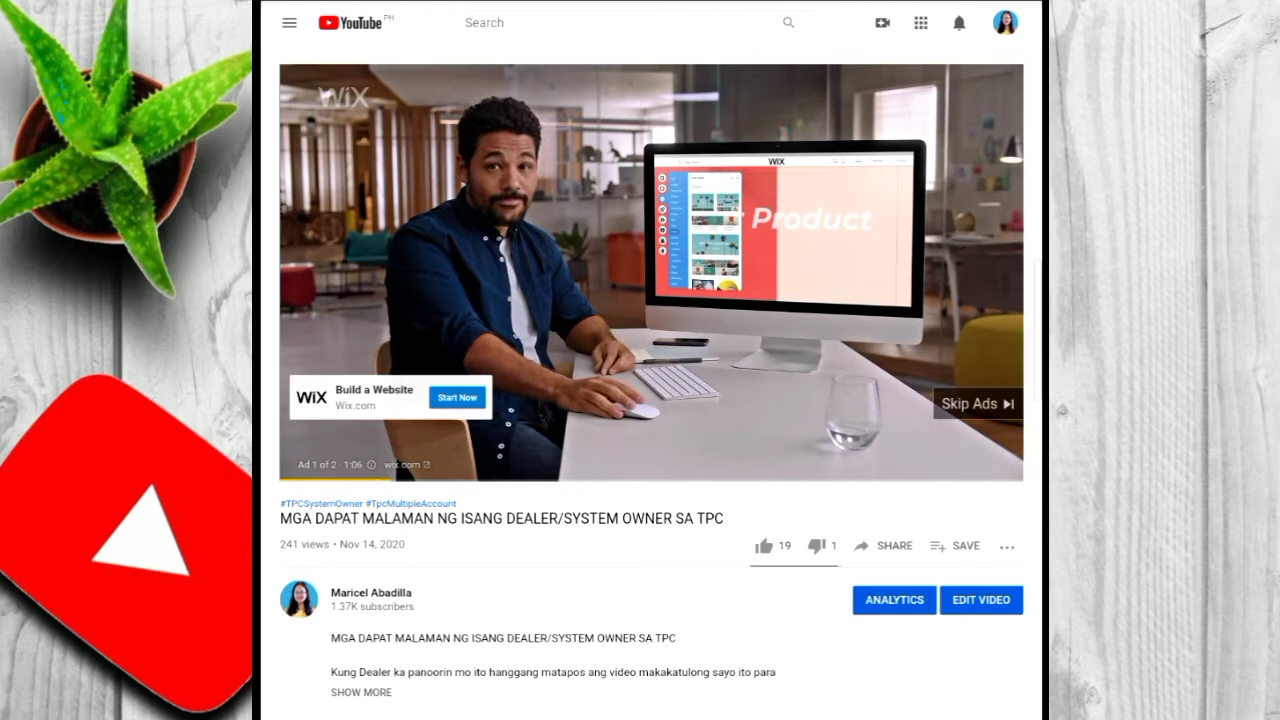 YouTube PH
Search
WiX
WiX
Product
WiX Build a Website
Wix.com
Start Now
Skip Ads
Ad 1 of 2 · 1:06 wix.com
#TPCSystemOwner #TpcMultipleAccount
MGA DAPAT MALAMAN NG ISANG DEALER/SYSTEM OWNER SA TPC
241 views • Nov 14, 2020
19 1 SHARE SAVE
Maricel Abadilla
1.37K subscribers
ANALYTICS EDIT VIDEO
MGA DAPAT MALAMAN NG ISANG DEALER/SYSTEM OWNER SA TPC
Kung Dealer ka panoorin mo ito hanggang matapos ang video makakatulong sayo ito para
SHOW MORE